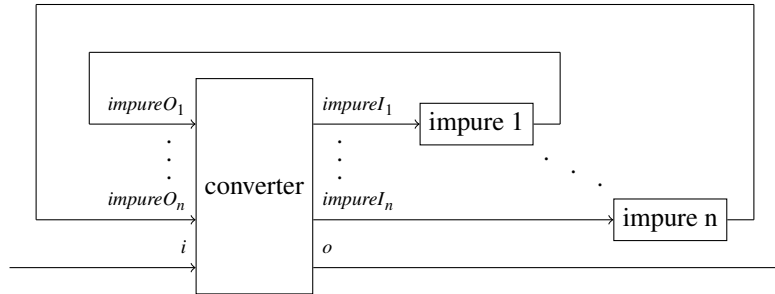 impureO₁ impureI₁ impure 1
converter
impureOₙ impureIₙ impure n
i o